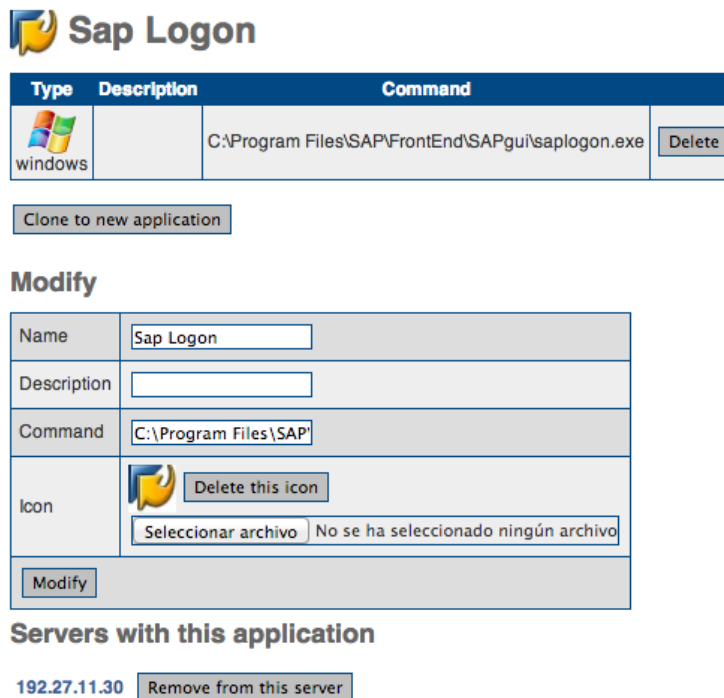 Sap Logon
Type Description Command
windows C:\Program Files\SAP\FrontEnd\SAPgui\saplogon.exe Delete
Clone to new application
Modify
Name Sap Logon
Description
Command C:\Program Files\SAP\
Icon Delete this icon
Seleccionar archivo No se ha seleccionado ningún archivo
Modify
Servers with this application
192.27.11.30 Remove from this server